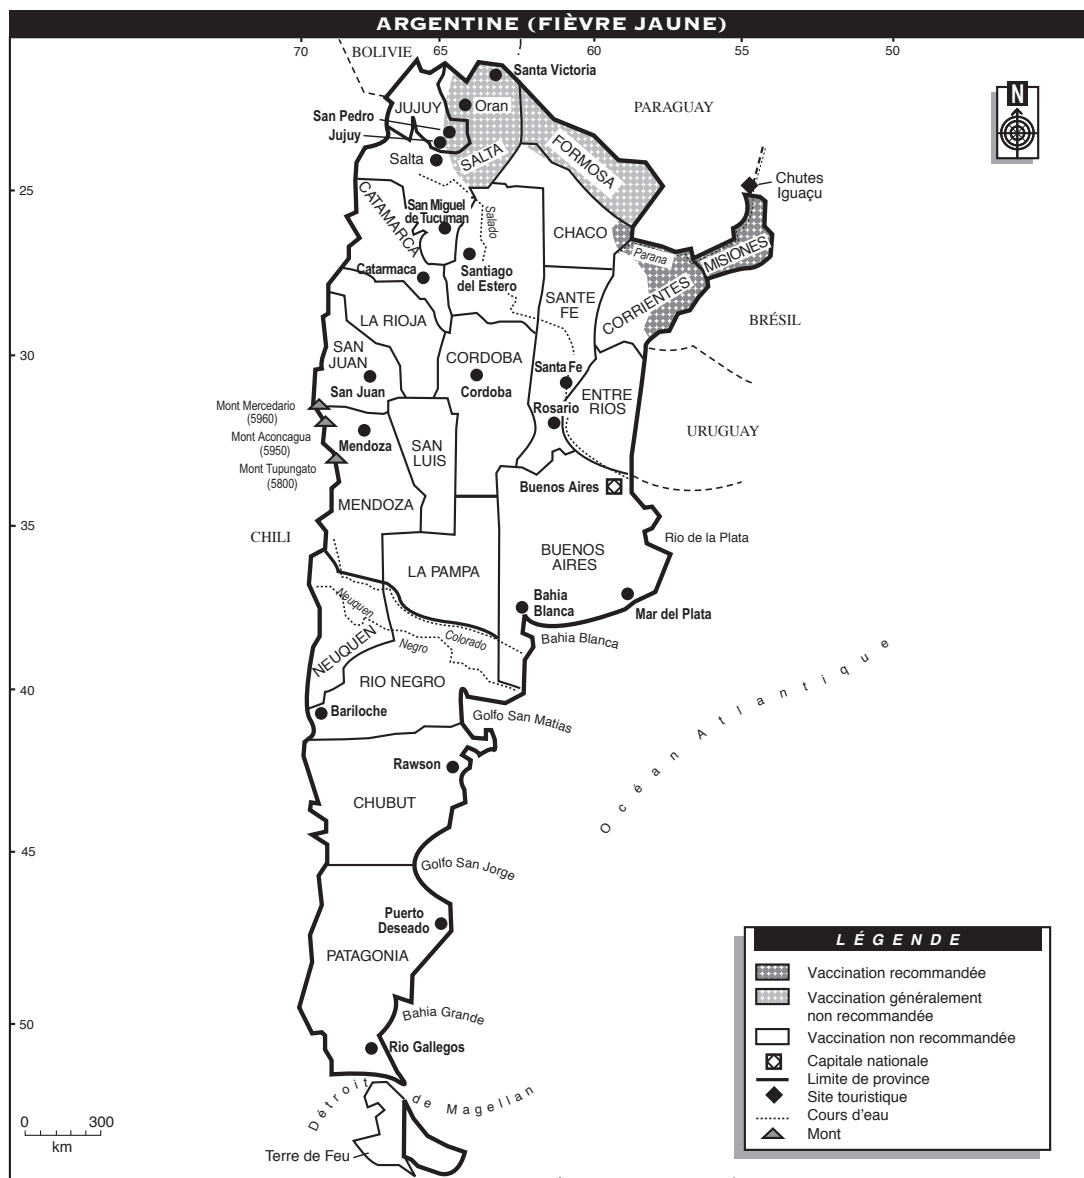 ARGENTINE (FIÈVRE JAUNE)
70
65
60
55
50
BOLIVIE
Santa Victoria
PARAGUAY
N
JUJUY
Oran
San Pedro
Jujuy
Salta
SALTA
FORMOSA
Chutes
Iguaçu
25
CATAMARCA
San Miguel
de Tucuman
Salado
CHACO
Parana
MISIONES
Catarmaca
Santiago
del Estero
SANTE
FE
CORRIENTES
LA RIOJA
BRÉSIL
30
SAN
JUAN
San Juan
CORDOBA
Cordoba
Santa Fe
ENTRE
RIOS
Rosario
Mont Mercedario
(5960)
Mont Aconcagua
(5950)
Mont Tupungato
(5800)
Mendoza
SAN
LUIS
URUGUAY
Buenos Aires
MENDOZA
35
CHILI
Rio de la Plata
BUENOS
AIRES
LA PAMPA
Bahia
Blanca
Mar del Plata
Neuquen
Colorado
Negro
Bahia Blanca
NEUQUEN
Océan Atlantique
40
RIO NEGRO
Bariloche
Golfo San Matias
Rawson
CHUBUT
45
Golfo San Jorge
Puerto
Deseado
PATAGONIA
50
Bahia Grande
Rio Gallegos
Détroit de Magellan
Terre de Feu
0 300
km
LÉGENDE
Vaccination recommandée
Vaccination généralement
non recommandée
Vaccination non recommandée
Capitale nationale
Limite de province
Site touristique
Cours d'eau
Mont